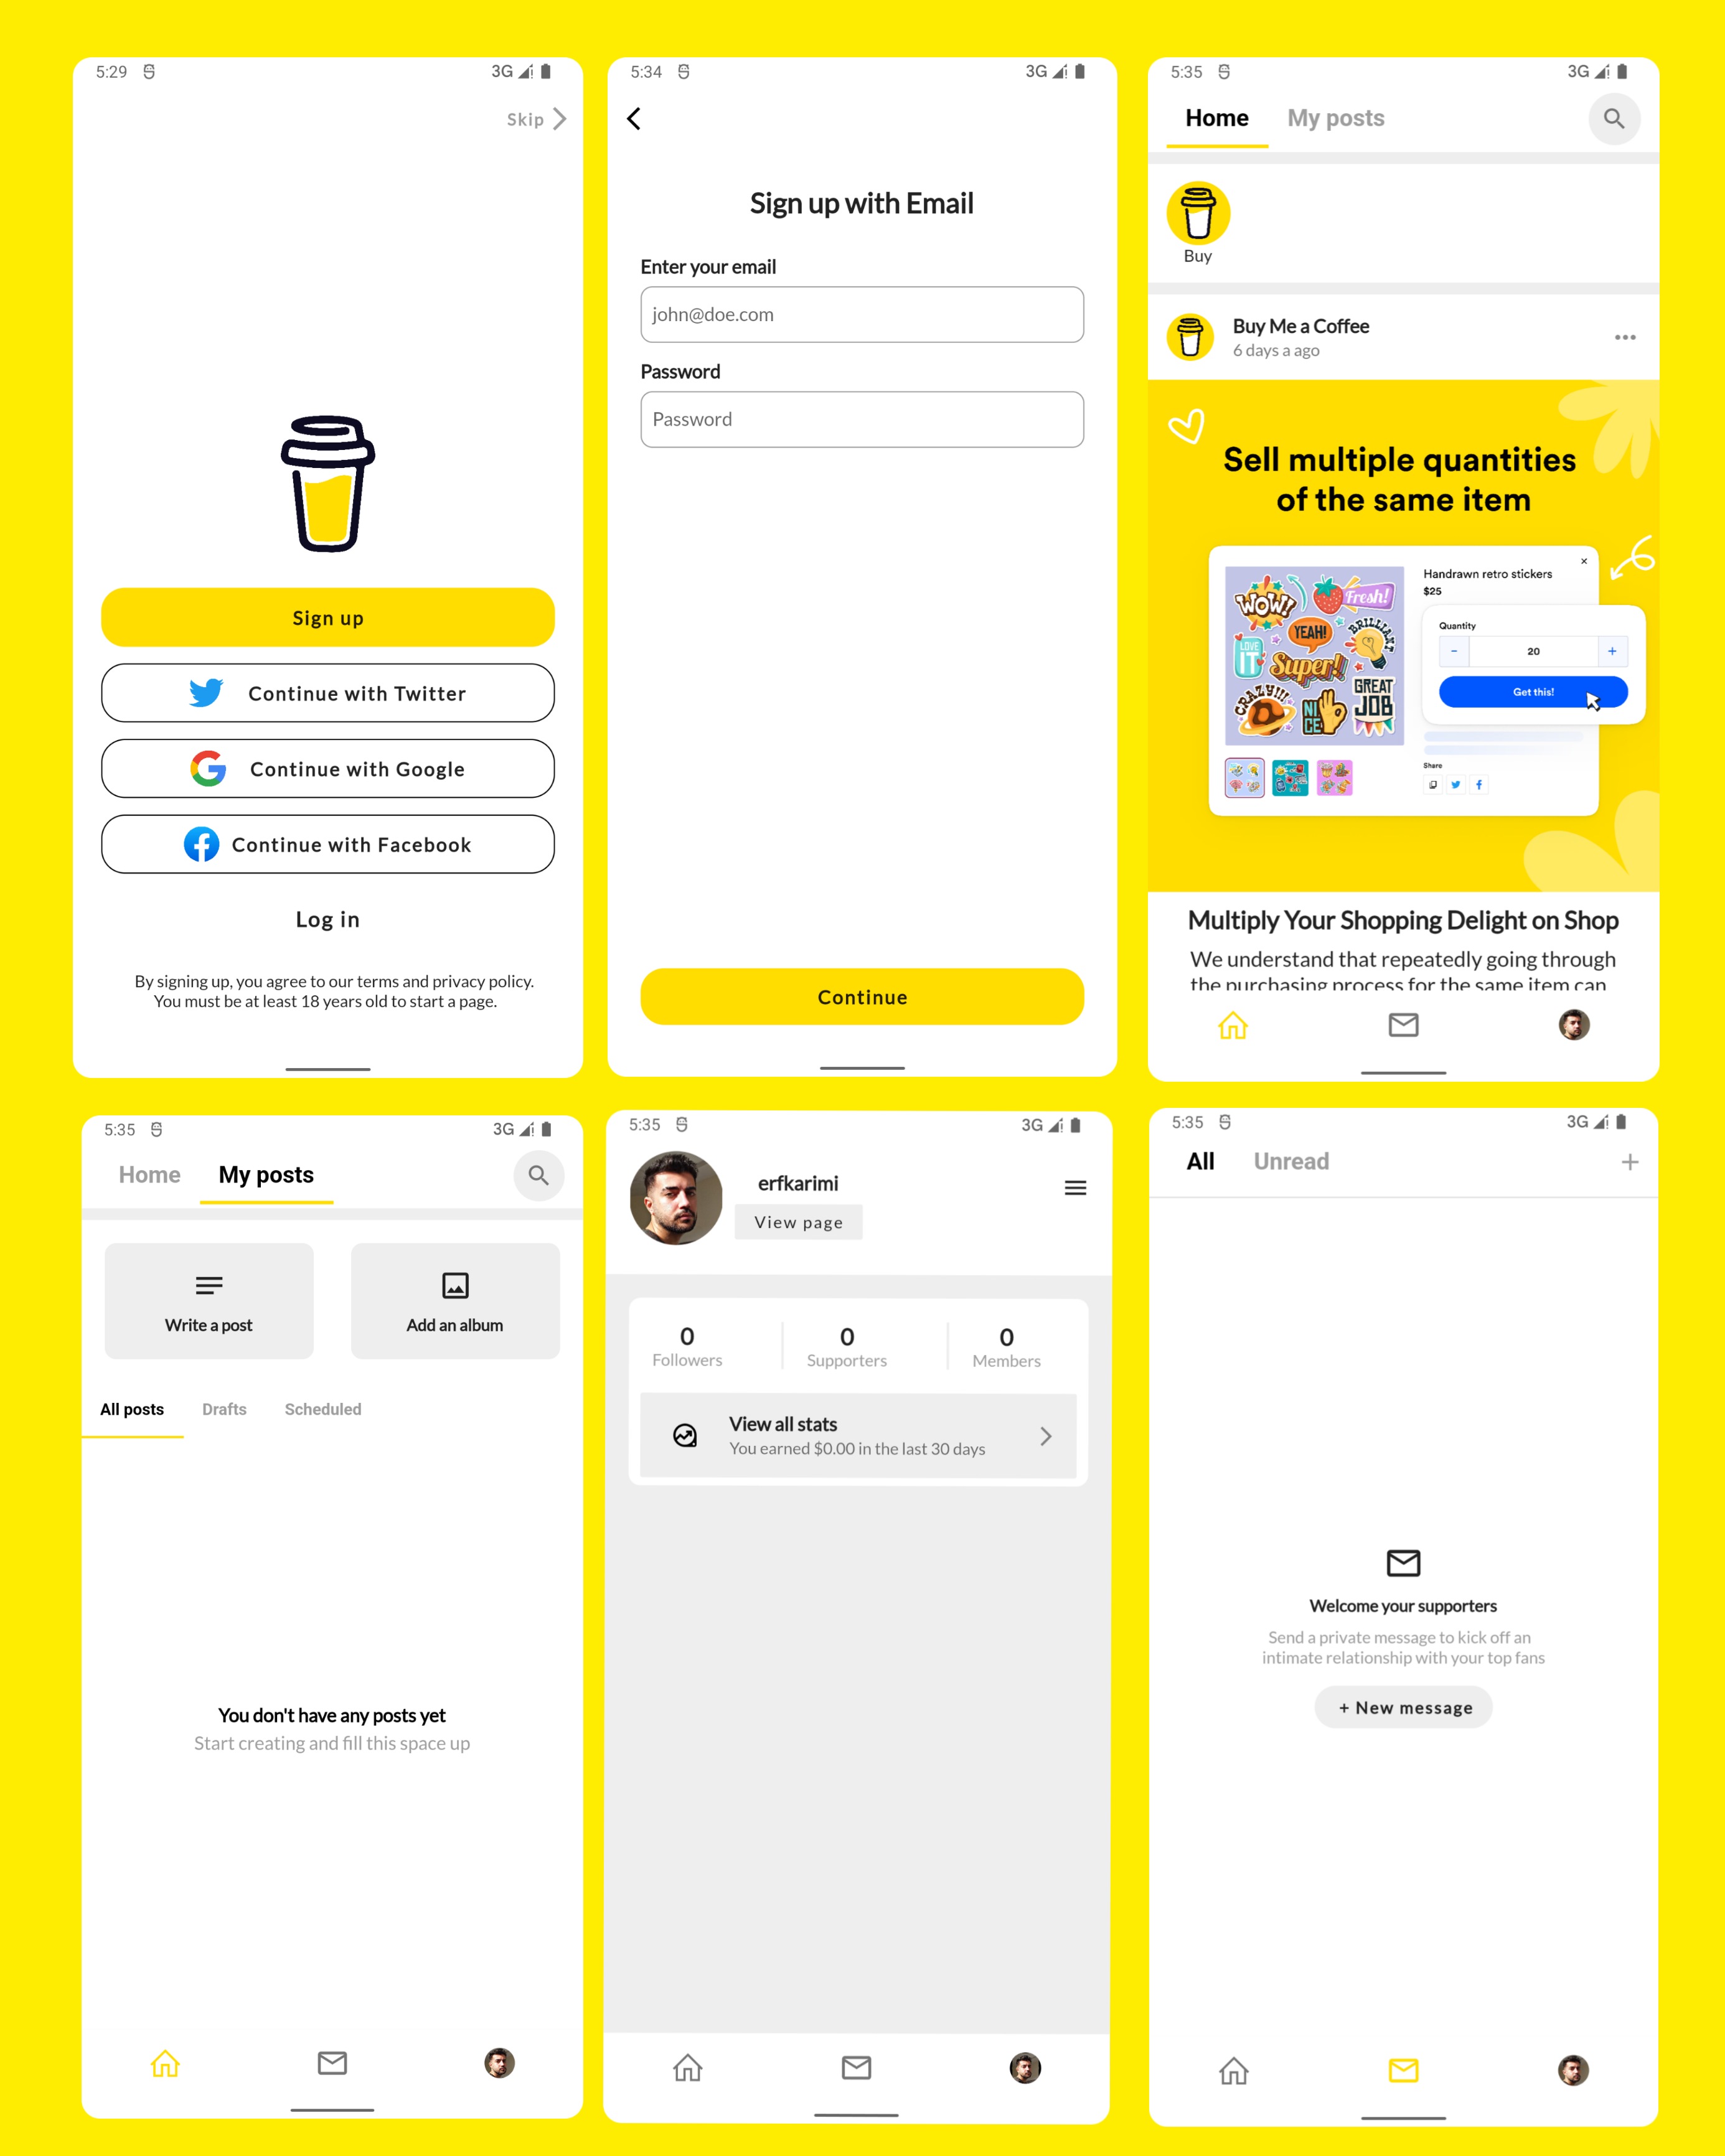 5:29
3G
Skip
Sign up
Continue with Twitter
Continue with Google
Continue with Facebook
Log in
By signing up, you agree to our terms and privacy policy.
You must be at least 18 years old to start a page.
5:34
3G
Sign up with Email
Enter your email
john@doe.com
Password
Password
Continue
5:35
3G
Home
My posts
Buy
Buy Me a Coffee
6 days a ago
Sell multiple quantities
of the same item
WOW!
Fresh!
YEAH!
BRILLIANT
LOVE
IT
Super!
CRAZY!!!
NI
CE
GREAT
JOB
Handrawn retro stickers
$25
Quantity
- 20 +
Get this!
Share
Multiply Your Shopping Delight on Shop
We understand that repeatedly going through
the purchasing process for the same item can
5:35
3G
Home
My posts
Write a post
Add an album
All posts
Drafts
Scheduled
You don't have any posts yet
Start creating and fill this space up
5:35
3G
erfkarimi
View page
0
Followers
0
Supporters
0
Members
View all stats
You earned $0.00 in the last 30 days
5:35
3G
All
Unread
Welcome your supporters
Send a private message to kick off an
intimate relationship with your top fans
+ New message